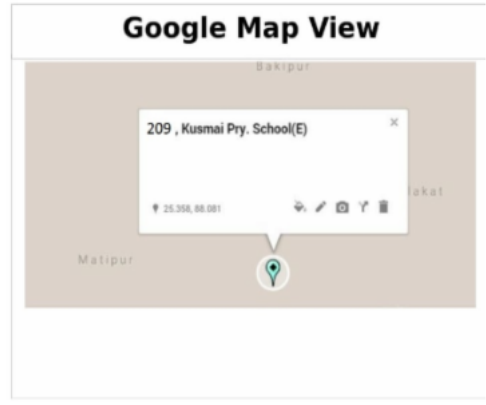 Google Map View
Bakipur
209 , Kusmai Pry. School(E)
25.358, 88.081
lakat
Matipur